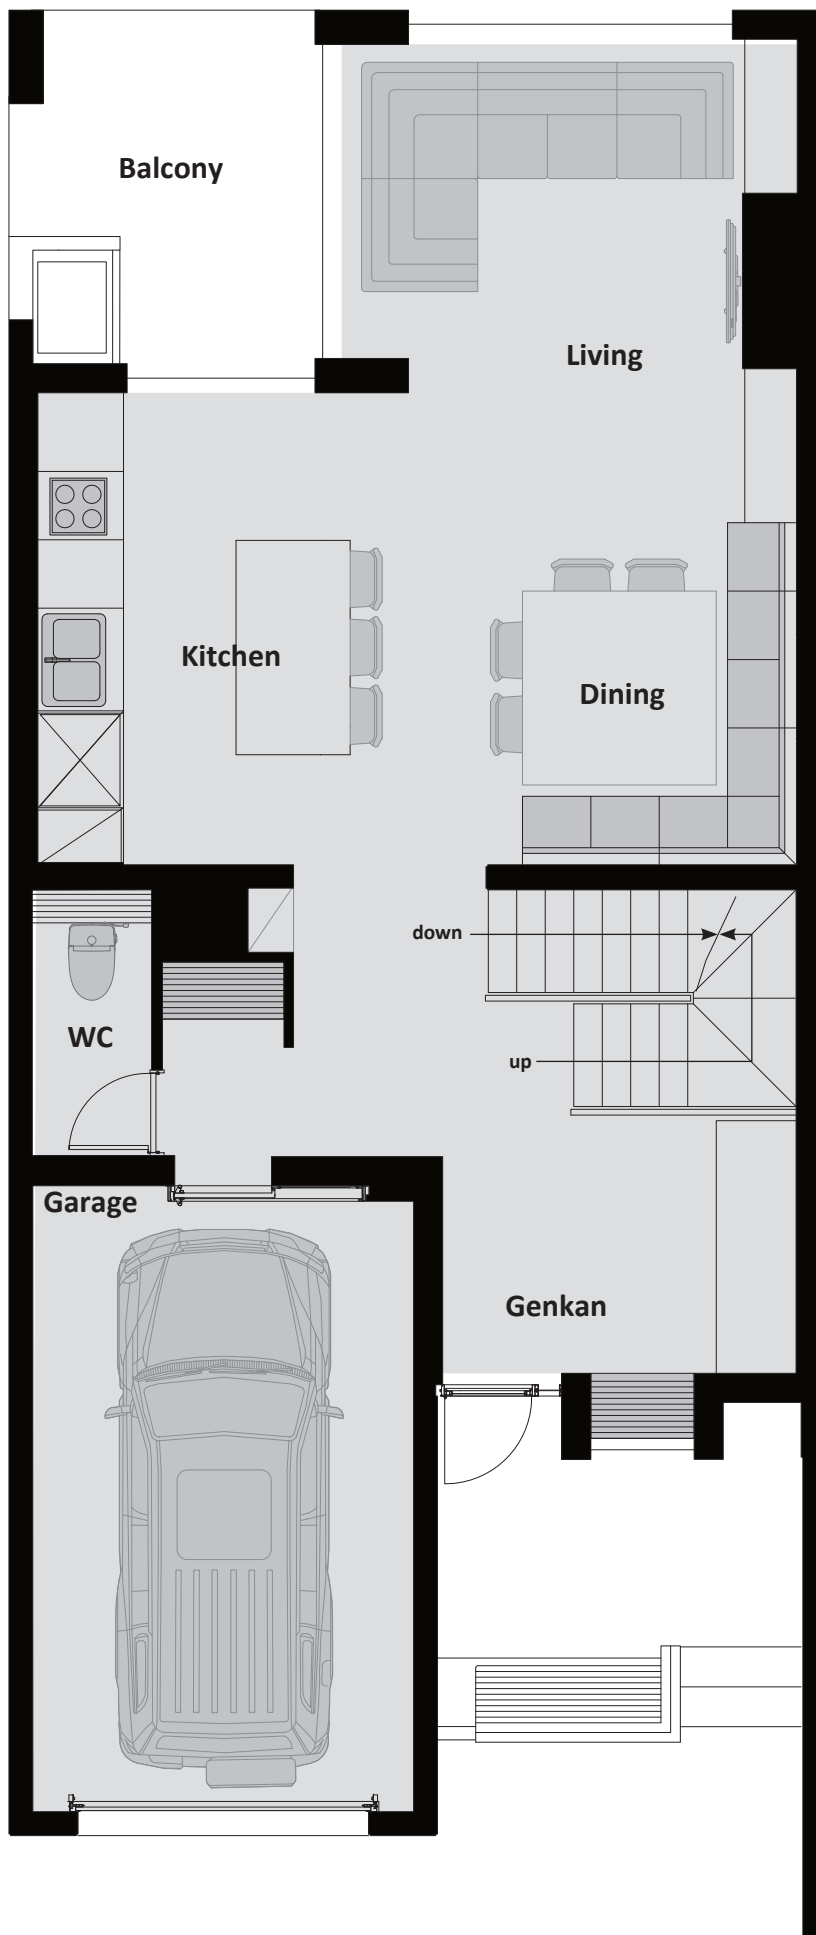 Balcony
Living
Kitchen
Dining
down
WC
up
Garage
Genkan